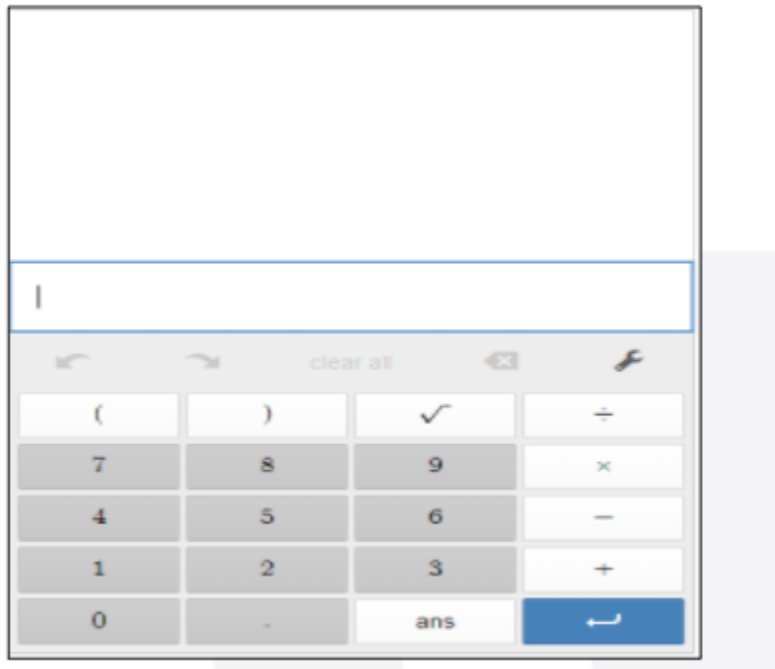 clear all
( ) √ ÷
7 8 9 ×
4 5 6 −
1 2 3 +
0 . ans